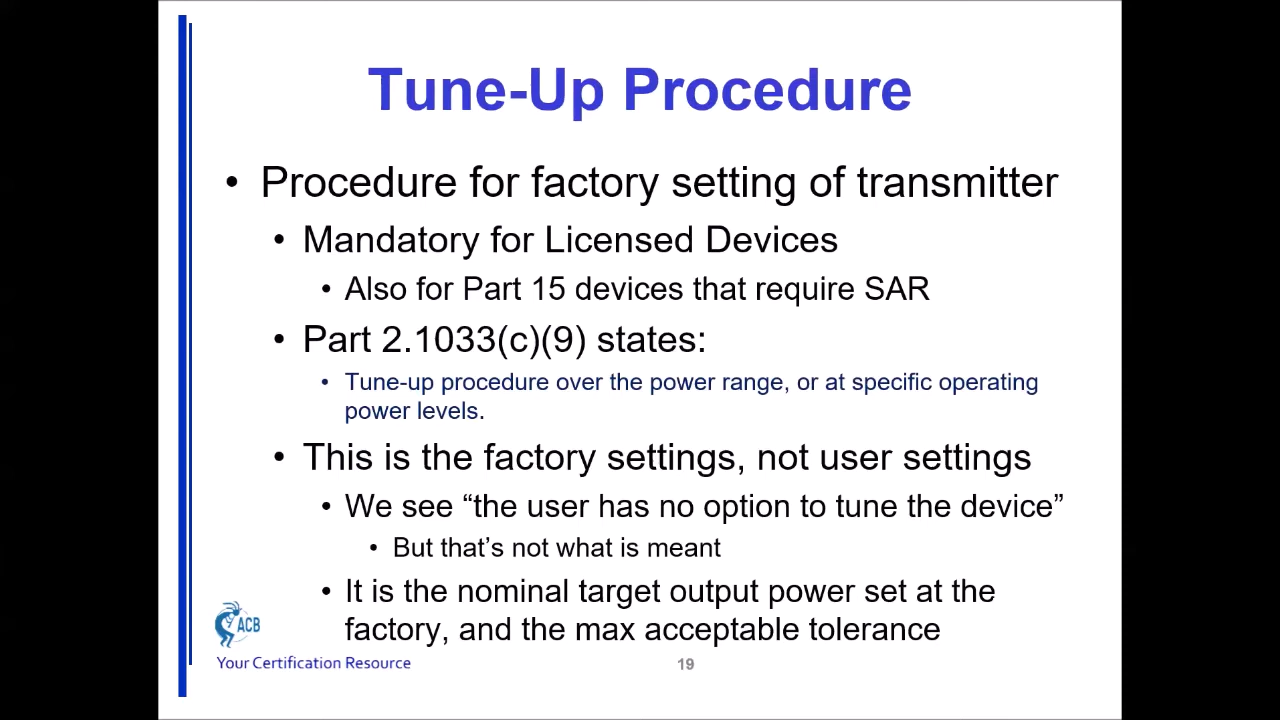 Tune-Up Procedure
• Procedure for factory setting of transmitter
• Mandatory for Licensed Devices
• Also for Part 15 devices that require SAR
• Part 2.1033(c)(9) states:
• Tune-up procedure over the power range, or at specific operating
power levels.
• This is the factory settings, not user settings
• We see “the user has no option to tune the device”
• But that’s not what is meant
• It is the nominal target output power set at the
factory, and the max acceptable tolerance
ACB
Your Certification Resource
19